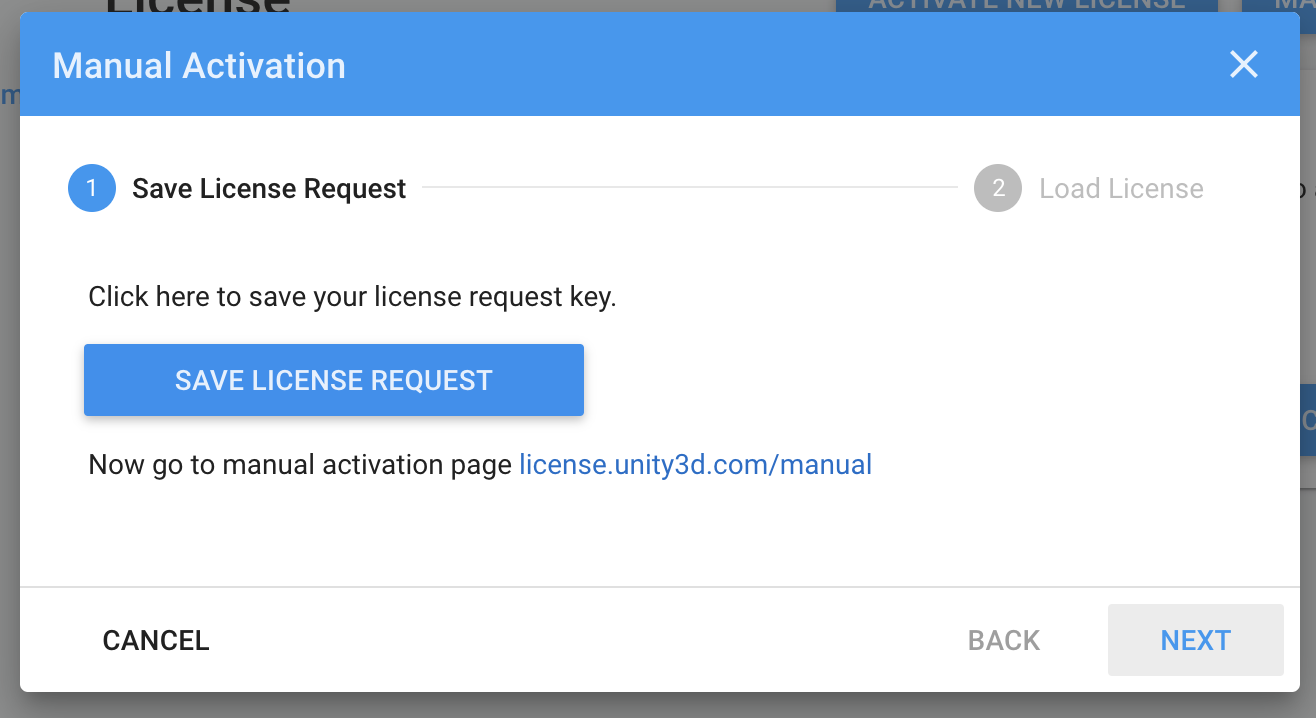 License
ACTIVATE NEW LICENSE
Manual Activation
1 Save License Request
2 Load License
Click here to save your license request key.
SAVE LICENSE REQUEST
Now go to manual activation page license.unity3d.com/manual
CANCEL
BACK
NEXT